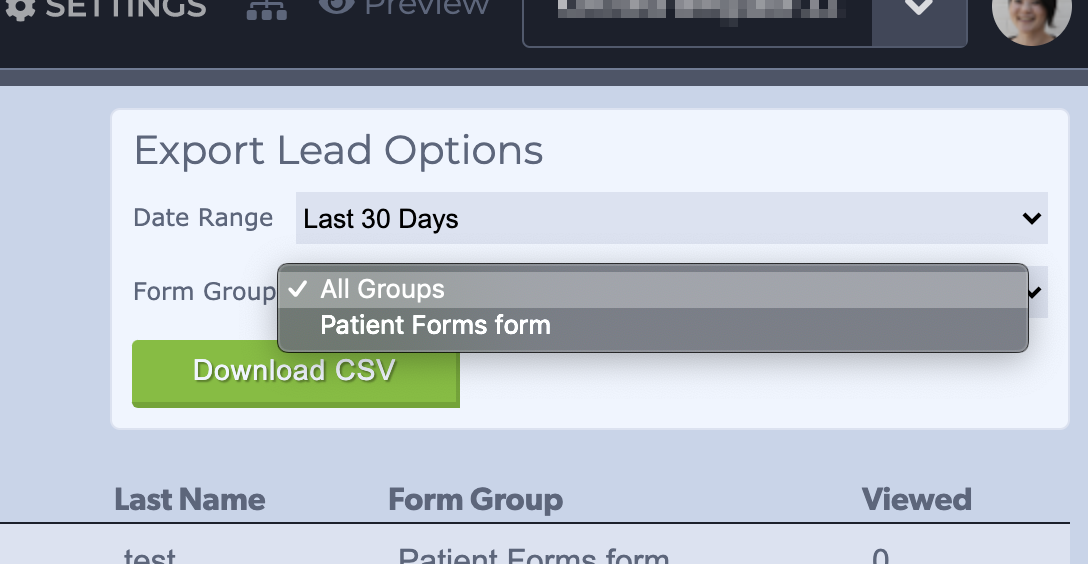 SETTINGS Preview
Export Lead Options
Date Range Last 30 Days
Form Group All Groups
Patient Forms form
Download CSV
Last Name Form Group Viewed
test Patient Forms form 0